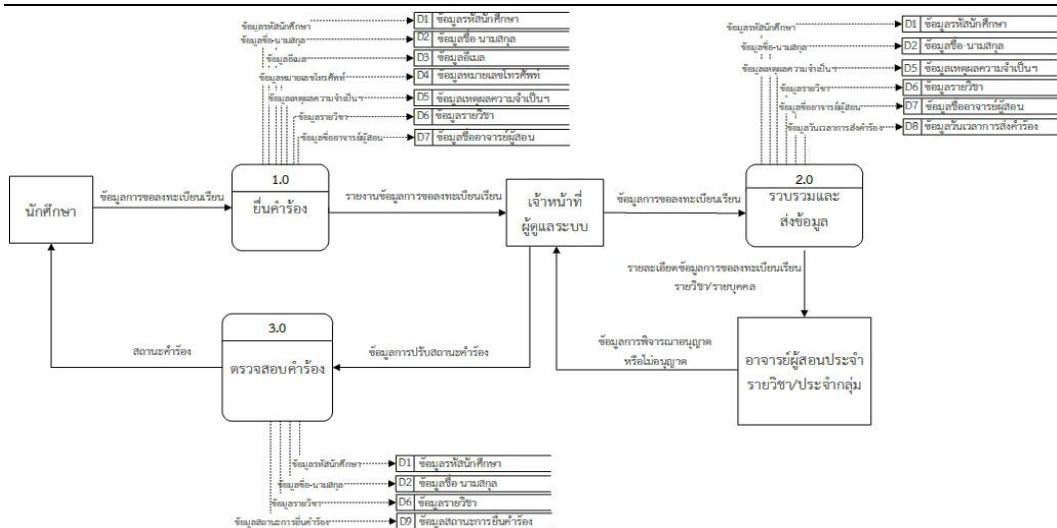 ข้อมูลรหัสนักศึกษา D1 ข้อมูลรหัสนักศึกษา
ข้อมูลชื่อ-นามสกุล D2 ข้อมูลชื่อ นามสกุล
ข้อมูลอีเมล D3 ข้อมูลอีเมล
ข้อมูลหมายเลขโทรศัพท์ D4 ข้อมูลหมายเลขโทรศัพท์
ข้อมูลเหตุผลความจำเป็นฯ D5 ข้อมูลเหตุผลความจำเป็นฯ
ข้อมูลรายวิชา D6 ข้อมูลรายวิชา
ข้อมูลชื่ออาจารย์ผู้สอน D7 ข้อมูลชื่ออาจารย์ผู้สอน
ข้อมูลรหัสนักศึกษา D1 ข้อมูลรหัสนักศึกษา
ข้อมูลชื่อ-นามสกุล D2 ข้อมูลชื่อ นามสกุล
ข้อมูลเหตุผลความจำเป็นฯ D5 ข้อมูลเหตุผลความจำเป็นฯ
ข้อมูลรายวิชา D6 ข้อมูลรายวิชา
ข้อมูลชื่ออาจารย์ผู้สอน D7 ข้อมูลชื่ออาจารย์ผู้สอน
ข้อมูลวันเวลาการส่งคำร้อง D8 ข้อมูลวันเวลาการส่งคำร้อง
นักศึกษา
ข้อมูลการขอลงทะเบียนเรียน
1.0
ยื่นคำร้อง
รายงานข้อมูลการขอลงทะเบียนเรียน
เจ้าหน้าที่
ผู้ดูแลระบบ
ข้อมูลการขอลงทะเบียนเรียน
2.0
รวบรวมและ
ส่งข้อมูล
รายละเอียดข้อมูลการขอลงทะเบียนเรียน
รายวิชา/รายบุคคล
สถานะคำร้อง
3.0
ตรวจสอบคำร้อง
ข้อมูลการปรับสถานะคำร้อง
ข้อมูลการพิจารณาอนุญาต
หรือไม่อนุญาต
อาจารย์ผู้สอนประจำ
รายวิชา/ประจำกลุ่ม
ข้อมูลรหัสนักศึกษา D1 ข้อมูลรหัสนักศึกษา
ข้อมูลชื่อ-นามสกุล D2 ข้อมูลชื่อ นามสกุล
ข้อมูลรายวิชา D6 ข้อมูลรายวิชา
ข้อมูลสถานะการยื่นคำร้อง D9 ข้อมูลสถานะการยื่นคำร้อง